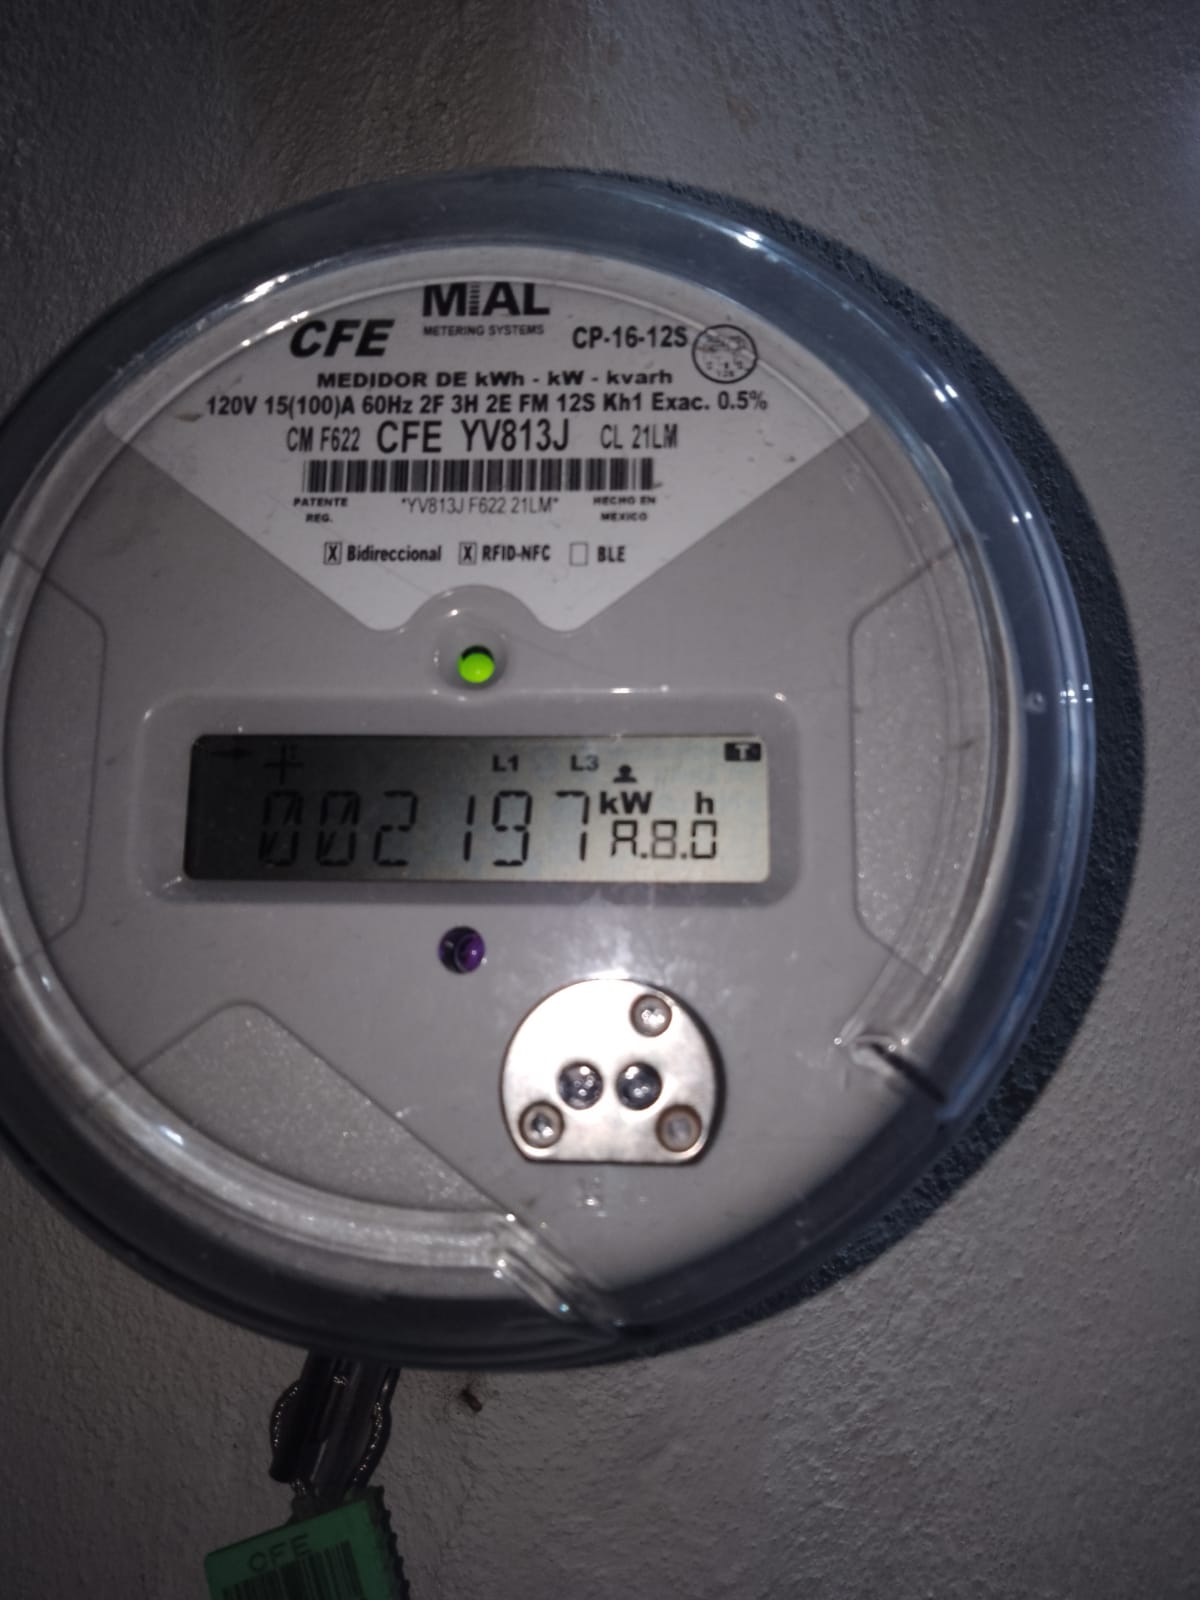 MIAL
METERING SYSTEMS
CFE
CP-16-12S
MEDIDOR DE kWh - kW - kvarh
120V 15(100)A 60Hz 2F 3H 2E FM 12S Kh1 Exac. 0.5%
CM F622 CFE YV813J CL 21LM
PATENTE REG.
*YV813J F622 21LM*
HECHO EN MEXICO
X Bidireccional X RFID-NFC BLE
L1 L3 T
002197 kW h
A.8.0
CFE